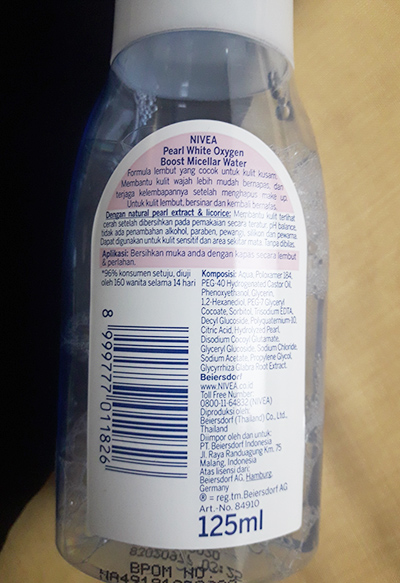 NIVEA
Pearl White Oxygen
Boost Micellar Water
Formula lembut yang cocok untuk kulit kusam.
Membantu kulit wajah lebih mudah bernapas, dan
terjaga kelembapannya setelah menghapus make up.
Untuk kulit lembut, bersinar dan kembali bernafas.
Dengan natural pearl extract & licorice: Membantu kulit terlihat
cerah setelah dibersihkan pada pemakaian secara teratur. pH balance,
tidak ada penambahan alkohol, paraben, pewangi, silikon dan pewarna.
Dapat digunakan untuk kulit sensitif dan area sekitar mata. Tanpa dibilas.
Aplikasi: Bersihkan muka anda dengan kapas secara lembut
& perlahan.
*96% konsumen setuju, diuji
oleh 160 wanita selama 14 hari
8 999777 011826
Komposisi: Aqua, Poloxamer 184,
PEG-40 Hydrogenated Castor Oil,
Phenoxyethanol, Glycerin,
1,2-Hexanediol, PEG-7 Glyceryl
Cocoate, Sorbitol, Trisodium EDTA,
Decyl Glucoside, Polyquaternium-10,
Citric Acid, Hydrolyzed Pearl,
Disodium Cocoyl Glutamate,
Glyceryl Glucoside, Sodium Chloride,
Sodium Acetate, Propylene Glycol,
Glycyrrhiza Glabra Root Extract.
Beiersdorf
www.NIVEA.com
Toll Free Number
0800-11-64832 (NIVEA)
Diproduksi oleh:
Beiersdorf (Thailand) Co., Ltd.,
Thailand
Diimpor oleh dan untuk:
PT. Beiersdorf Indonesia
Jl. Raya Randuagung Km. 75
Malang, Indonesia
Atas lisensi dari:
Beiersdorf AG, Hamburg,
Germany
® = reg.tm.Beiersdorf AG
Art.-No. 84910
125ml
BPOM NO.